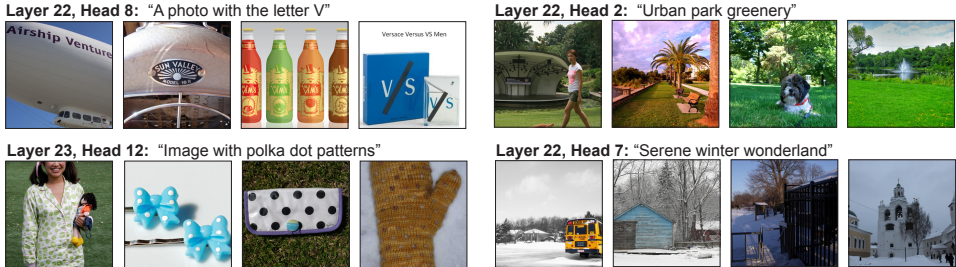 Layer 22, Head 8: “A photo with the letter V”
Airship Venture
SUN VALLEY
Versace Versus VS Men
V/S
V/S
Layer 22, Head 2: “Urban park greenery”
Layer 23, Head 12: “Image with polka dot patterns”
Layer 22, Head 7: “Serene winter wonderland”